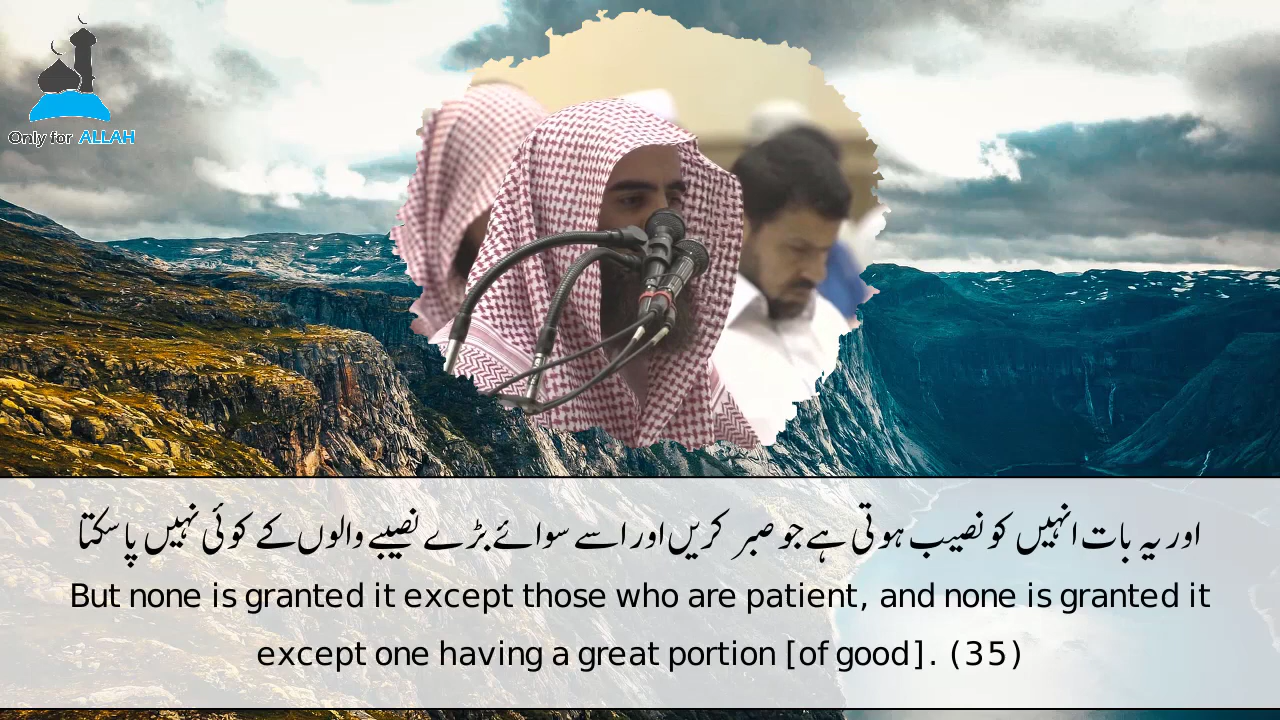 Only for ALLAH
اور یہ بات انہیں کو نصیب ہوتی ہے جو صبر کریں اور اسے سوائے بڑے نصیبے والوں کے کوئی نہیں پا سکتا
But none is granted it except those who are patient, and none is granted it
except one having a great portion [of good]. (35)